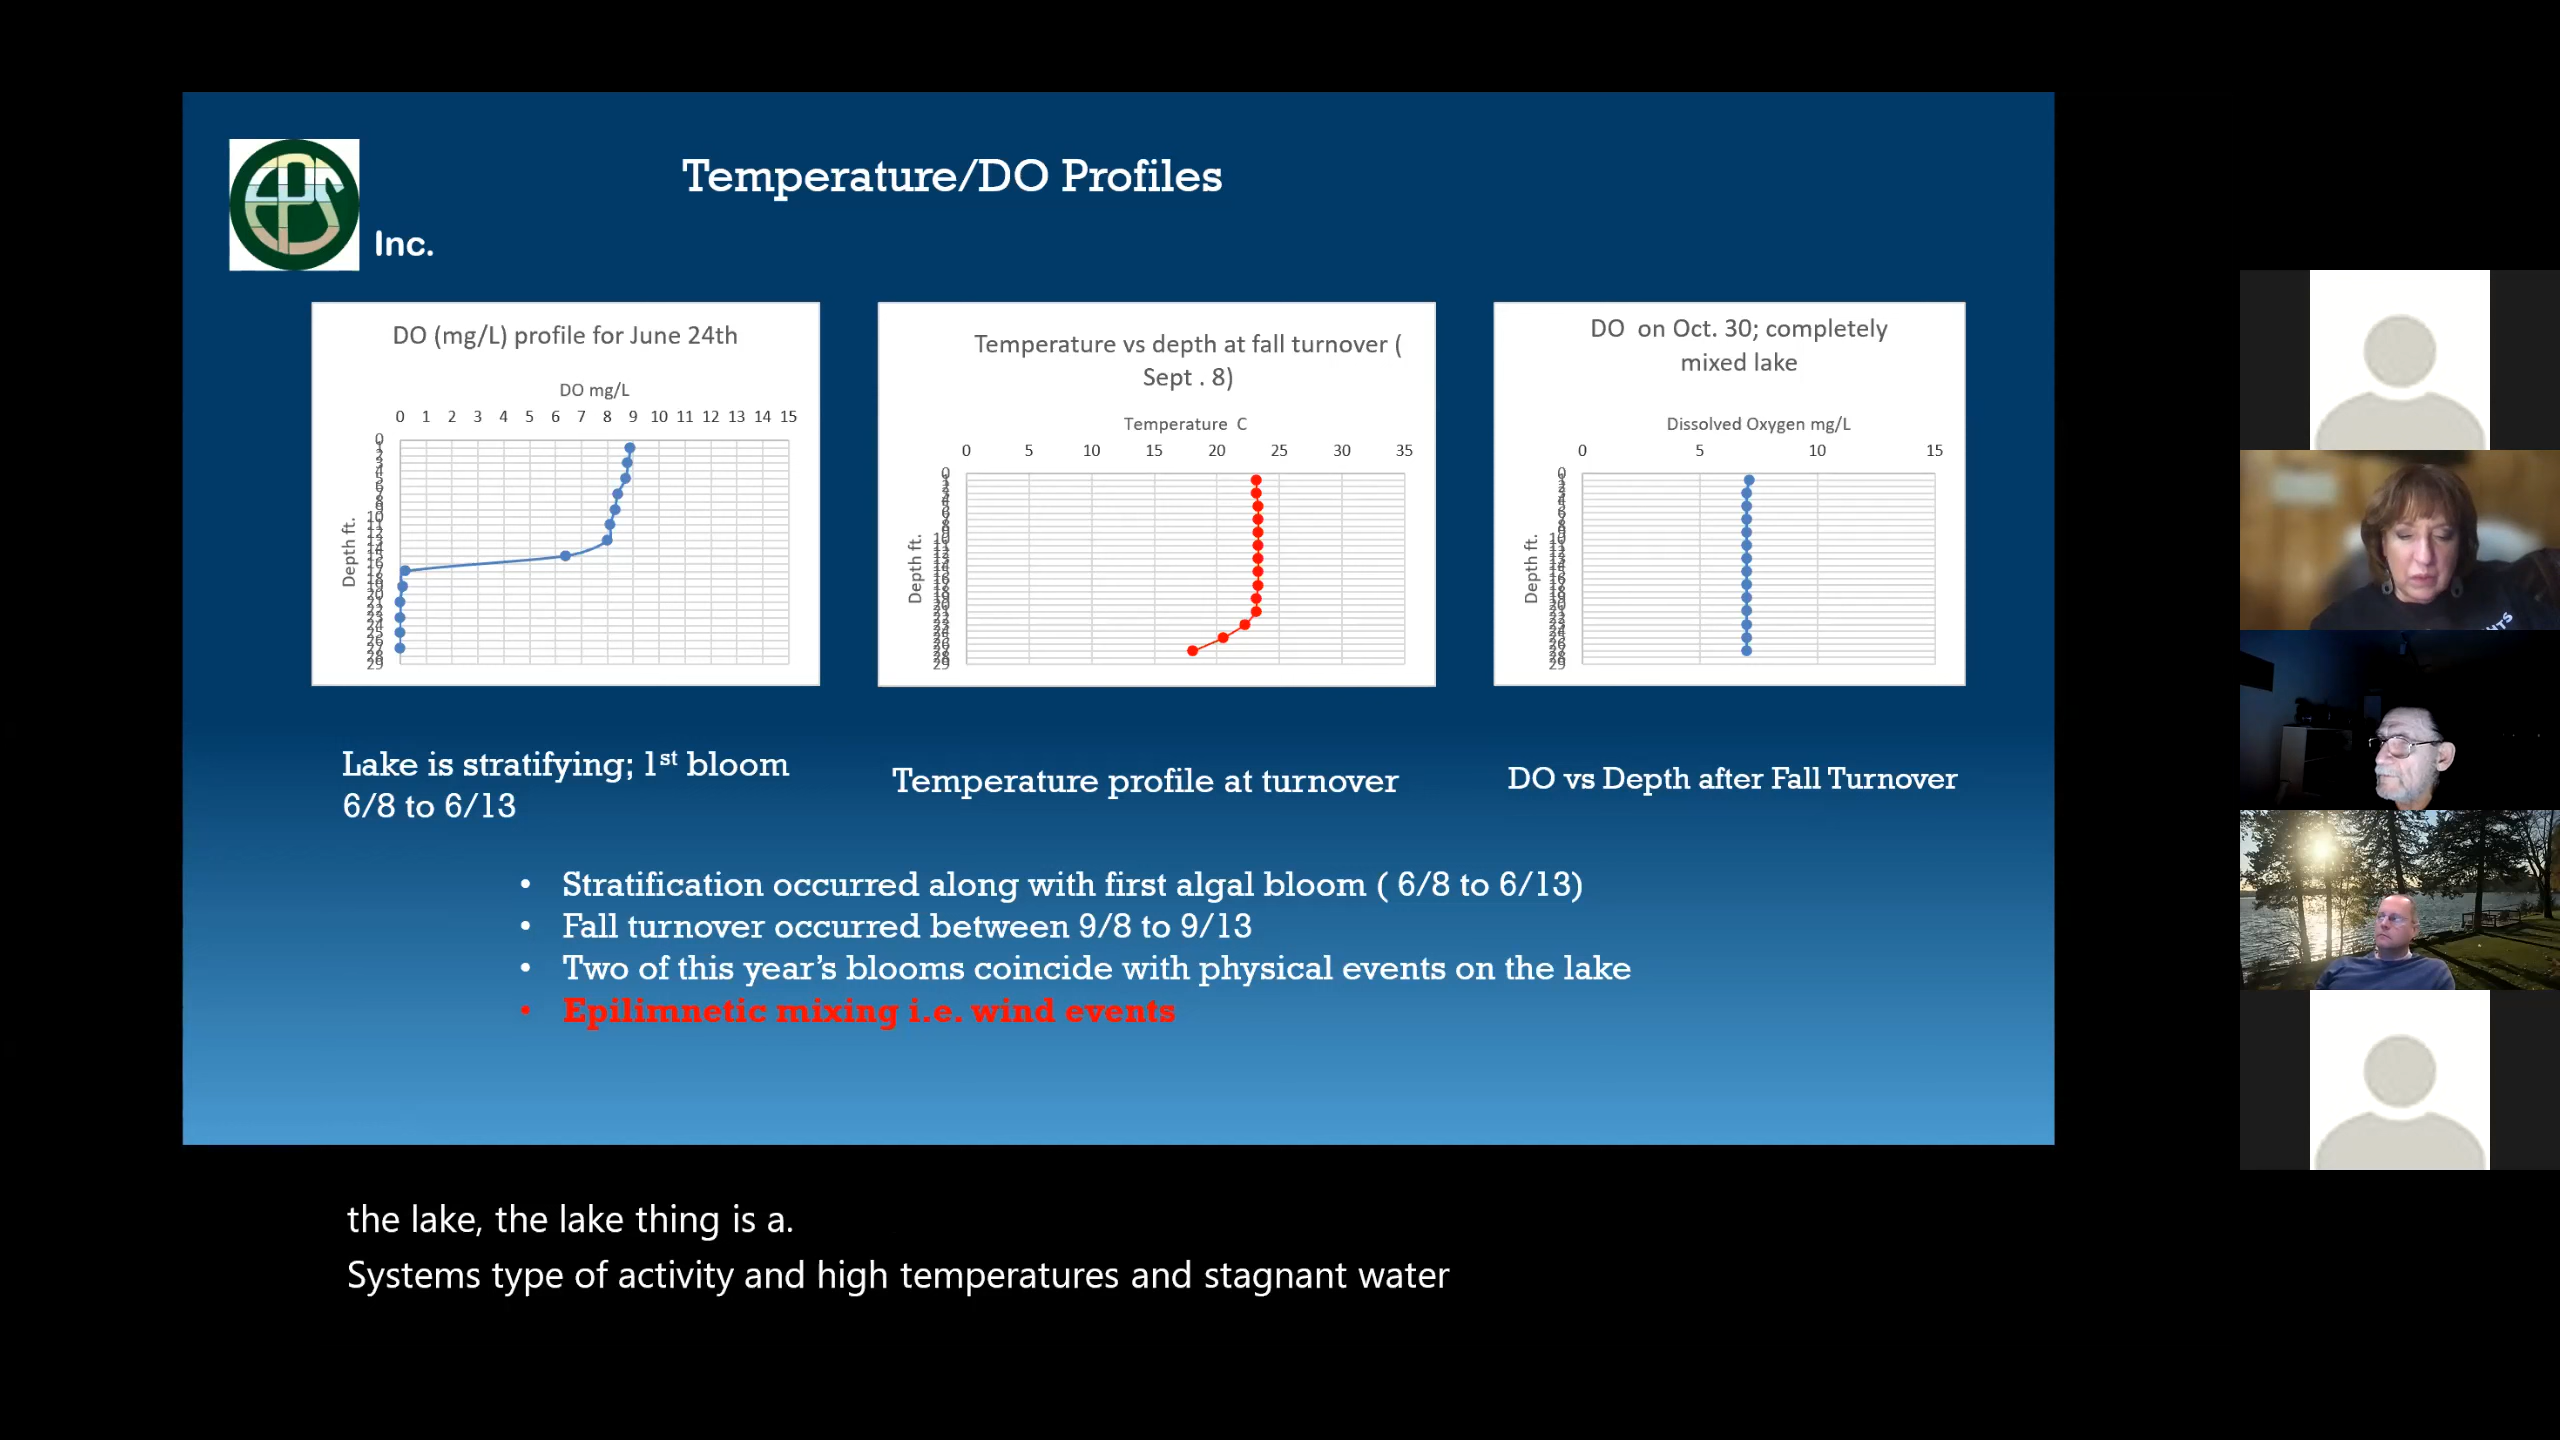 Temperature/DO Profiles
EPS
Inc.
DO (mg/L) profile for June 24th
DO mg/L
0 1 2 3 4 5 6 7 8 9 10 11 12 13 14 15
Depth ft.
Temperature vs depth at fall turnover (
Sept . 8)
Temperature C
0 5 10 15 20 25 30 35
Depth ft.
DO on Oct. 30; completely
mixed lake
Dissolved Oxygen mg/L
0 5 10 15
Depth ft.
Lake is stratifying; 1st bloom
6/8 to 6/13
Temperature profile at turnover
DO vs Depth after Fall Turnover
• Stratification occurred along with first algal bloom ( 6/8 to 6/13)
• Fall turnover occurred between 9/8 to 9/13
• Two of this year’s blooms coincide with physical events on the lake
• Epilimnetic mixing i.e. wind events
the lake, the lake thing is a.
Systems type of activity and high temperatures and stagnant water